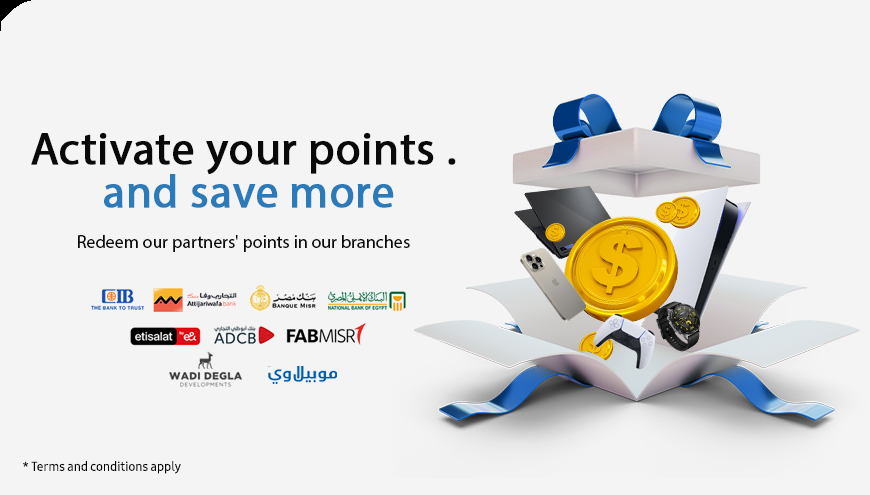 Activate your points .
and save more
Redeem our partners' points in our branches
CIB
THE BANK TO TRUST
التجاري وفا بنك
Attijariwafa bank
بنك مصر
BANQUE MISR
البنك الأهلي المصري
NATIONAL BANK OF EGYPT
etisalat by e&
بنك أبوظبي التجاري
ADCB
FABMISR
WADI DEGLA
DEVELOPMENTS
موبيلاوي
* Terms and conditions apply